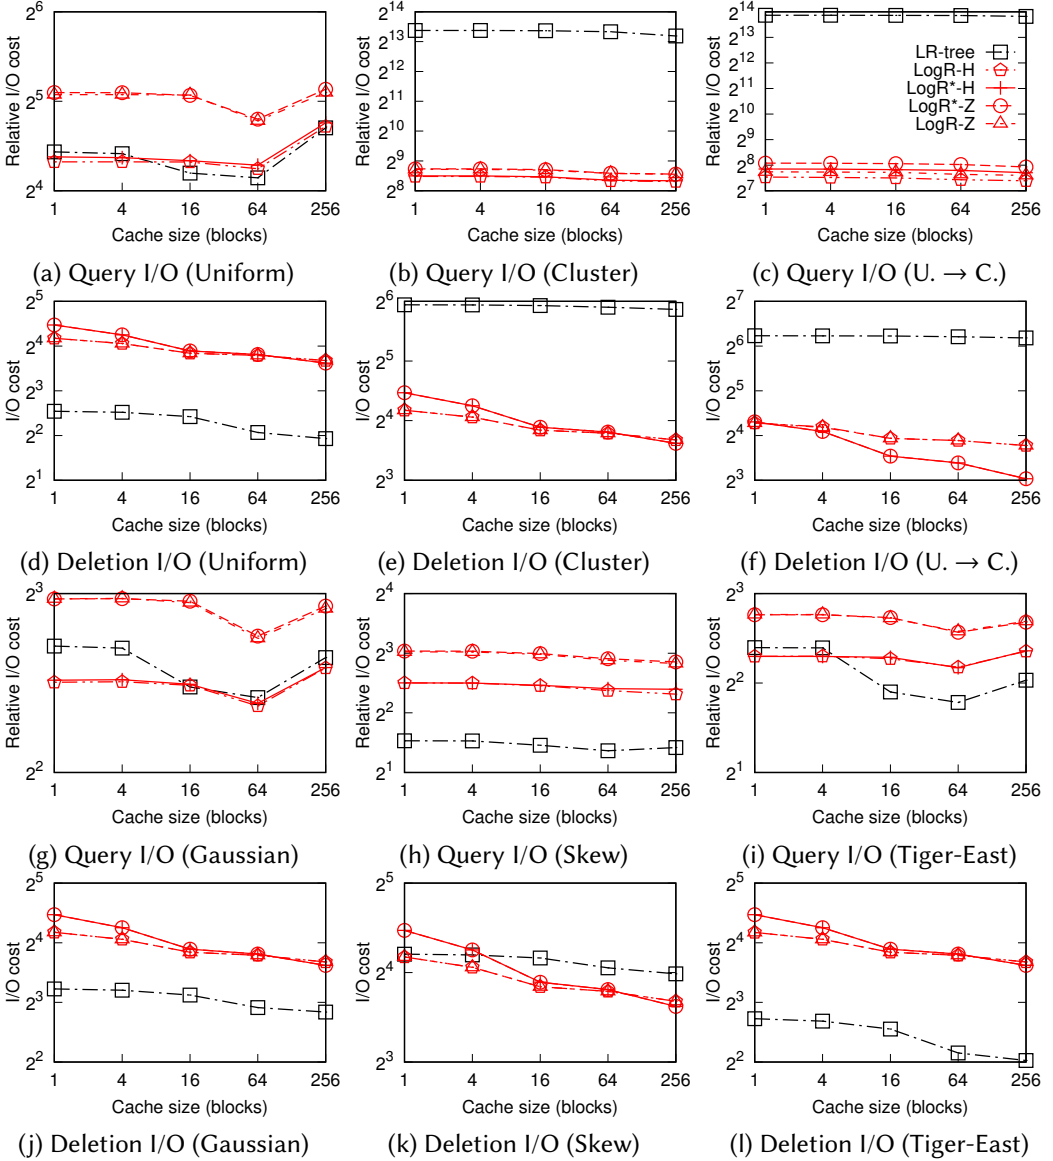 2^6
2^5
2^4
Relative I/O cost
1 4 16 64 256
Cache size (blocks)
(a) Query I/O (Uniform)
2^14
2^13
2^12
2^11
2^10
2^9
2^8
Relative I/O cost
1 4 16 64 256
Cache size (blocks)
(b) Query I/O (Cluster)
2^14
2^13
2^12
2^11
2^10
2^9
2^8
2^7
Relative I/O cost
LR-tree
LogR-H
LogR*-H
LogR*-Z
LogR-Z
1 4 16 64 256
Cache size (blocks)
(c) Query I/O (U. → C.)
2^5
2^4
2^3
2^2
2^1
I/O cost
1 4 16 64 256
Cache size (blocks)
(d) Deletion I/O (Uniform)
2^6
2^5
2^4
2^3
I/O cost
1 4 16 64 256
Cache size (blocks)
(e) Deletion I/O (Cluster)
2^7
2^6
2^5
2^4
2^3
I/O cost
1 4 16 64 256
Cache size (blocks)
(f) Deletion I/O (U. → C.)
2^3
2^2
Relative I/O cost
1 4 16 64 256
Cache size (blocks)
(g) Query I/O (Gaussian)
2^4
2^3
2^2
2^1
Relative I/O cost
1 4 16 64 256
Cache size (blocks)
(h) Query I/O (Skew)
2^3
2^2
2^1
Relative I/O cost
1 4 16 64 256
Cache size (blocks)
(i) Query I/O (Tiger-East)
2^5
2^4
2^3
2^2
I/O cost
1 4 16 64 256
Cache size (blocks)
(j) Deletion I/O (Gaussian)
2^5
2^4
2^3
I/O cost
1 4 16 64 256
Cache size (blocks)
(k) Deletion I/O (Skew)
2^5
2^4
2^3
2^2
I/O cost
1 4 16 64 256
Cache size (blocks)
(l) Deletion I/O (Tiger-East)